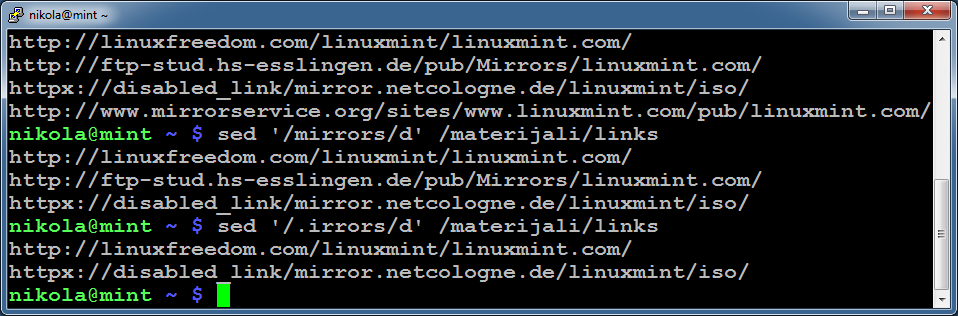 nikola@mint ~
http://linuxfreedom.com/linuxmint/linuxmint.com/
http://ftp-stud.hs-esslingen.de/pub/Mirrors/linuxmint.com/
httpx://disabled_link/mirror.netcologne.de/linuxmint/iso/
http://www.mirrorservice.org/sites/www.linuxmint.com/pub/linuxmint.com/
nikola@mint ~ $ sed '/mirrors/d' /materijali/links
http://linuxfreedom.com/linuxmint/linuxmint.com/
http://ftp-stud.hs-esslingen.de/pub/Mirrors/linuxmint.com/
httpx://disabled_link/mirror.netcologne.de/linuxmint/iso/
nikola@mint ~ $ sed '/.irrors/d' /materijali/links
http://linuxfreedom.com/linuxmint/linuxmint.com/
httpx://disabled_link/mirror.netcologne.de/linuxmint/iso/
nikola@mint ~ $